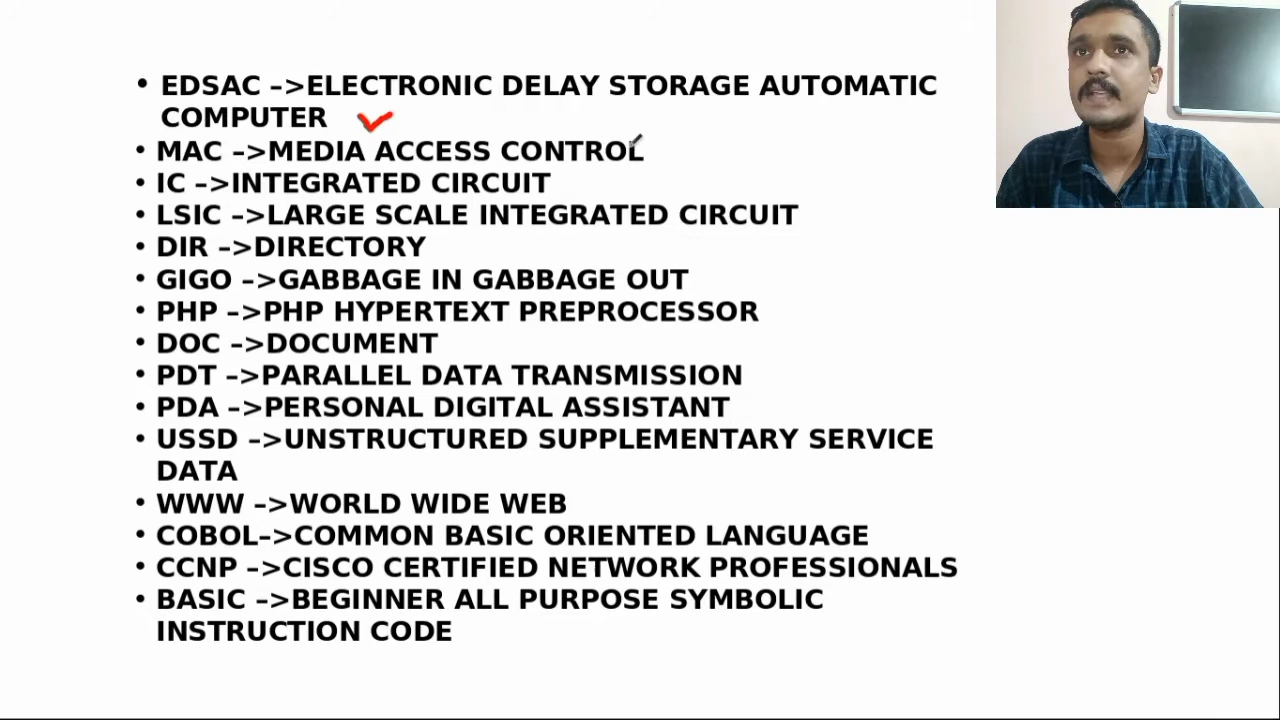 • EDSAC –>ELECTRONIC DELAY STORAGE AUTOMATIC
COMPUTER
• MAC –>MEDIA ACCESS CONTROL
• IC –>INTEGRATED CIRCUIT
• LSIC –>LARGE SCALE INTEGRATED CIRCUIT
• DIR –>DIRECTORY
• GIGO –>GABBAGE IN GABBAGE OUT
• PHP –>PHP HYPERTEXT PREPROCESSOR
• DOC –>DOCUMENT
• PDT –>PARALLEL DATA TRANSMISSION
• PDA –>PERSONAL DIGITAL ASSISTANT
• USSD –>UNSTRUCTURED SUPPLEMENTARY SERVICE
DATA
• WWW –>WORLD WIDE WEB
• COBOL–>COMMON BASIC ORIENTED LANGUAGE
• CCNP –>CISCO CERTIFIED NETWORK PROFESSIONALS
• BASIC –>BEGINNER ALL PURPOSE SYMBOLIC
INSTRUCTION CODE